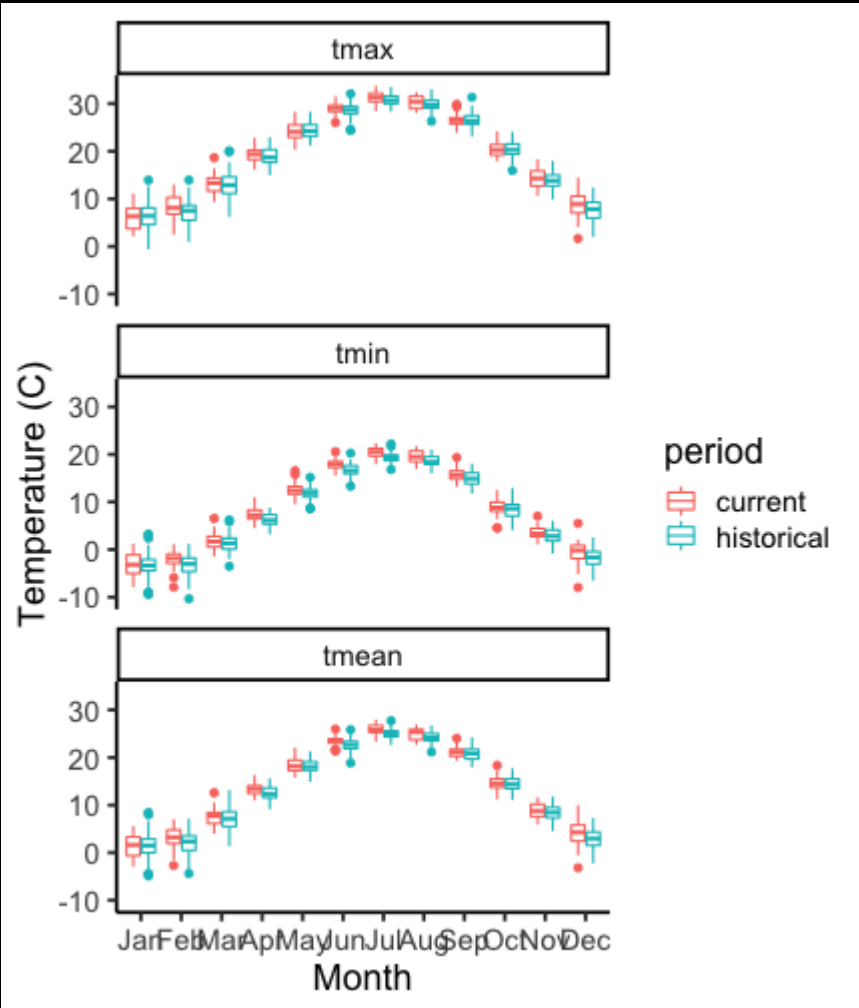 tmax
30
20
10
0
-10
tmin
30
20
10
0
-10
tmean
30
20
10
0
-10
Jan Feb Mar Apr May Jun Jul Aug Sep Oct Nov Dec
Month
Temperature (C)
period
current
historical